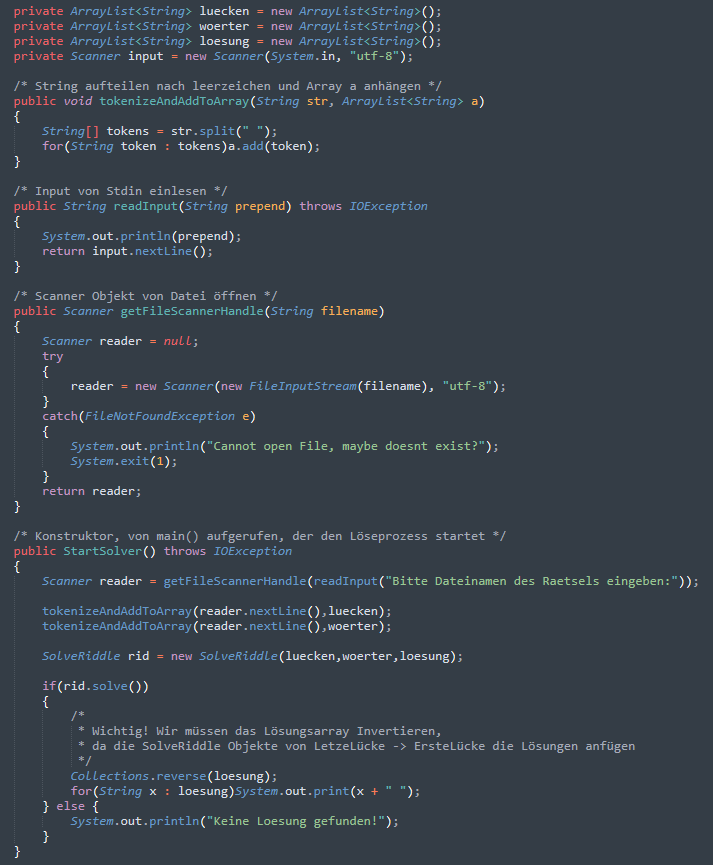 private ArrayList<String> luecken = new ArrayList<String>();
private ArrayList<String> woerter = new ArrayList<String>();
private ArrayList<String> loesung = new ArrayList<String>();
private Scanner input = new Scanner(System.in, "utf-8");

/* String aufteilen nach leerzeichen und Array a anhängen */
public void tokenizeAndAddToArray(String str, ArrayList<String> a)
{
    String[] tokens = str.split(" ");
    for(String token : tokens)a.add(token);
}

/* Input von Stdin einlesen */
public String readInput(String prepend) throws IOException
{
    System.out.println(prepend);
    return input.nextLine();
}

/* Scanner Objekt von Datei öffnen */
public Scanner getFileScannerHandle(String filename)
{
    Scanner reader = null;
    try
    {
        reader = new Scanner(new FileInputStream(filename), "utf-8");
    }
    catch(FileNotFoundException e)
    {
        System.out.println("Cannot open File, maybe doesnt exist?");
        System.exit(1);
    }
    return reader;
}

/* Konstruktor, von main() aufgerufen, der den Löseprozess startet */
public StartSolver() throws IOException
{
    Scanner reader = getFileScannerHandle(readInput("Bitte Dateinamen des Raetsels eingeben:"));

    tokenizeAndAddToArray(reader.nextLine(),luecken);
    tokenizeAndAddToArray(reader.nextLine(),woerter);

    SolveRiddle rid = new SolveRiddle(luecken,woerter,loesung);

    if(rid.solve())
    {
        /*
         * Wichtig! Wir müssen das Lösungsarray Invertieren,
         * da die SolveRiddle Objekte von LetzeLücke -> ErsteLücke die Lösungen anfügen
         */
        Collections.reverse(loesung);
        for(String x : loesung)System.out.print(x + " ");
    } else {
        System.out.println("Keine Loesung gefunden!");
    }
}